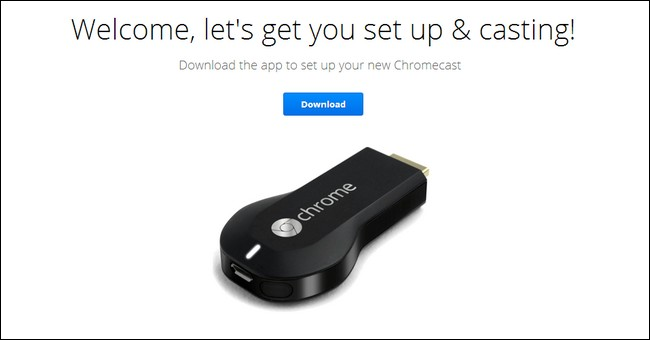 Welcome, let's get you set up & casting!
Download the app to set up your new Chromecast
Download
chrome